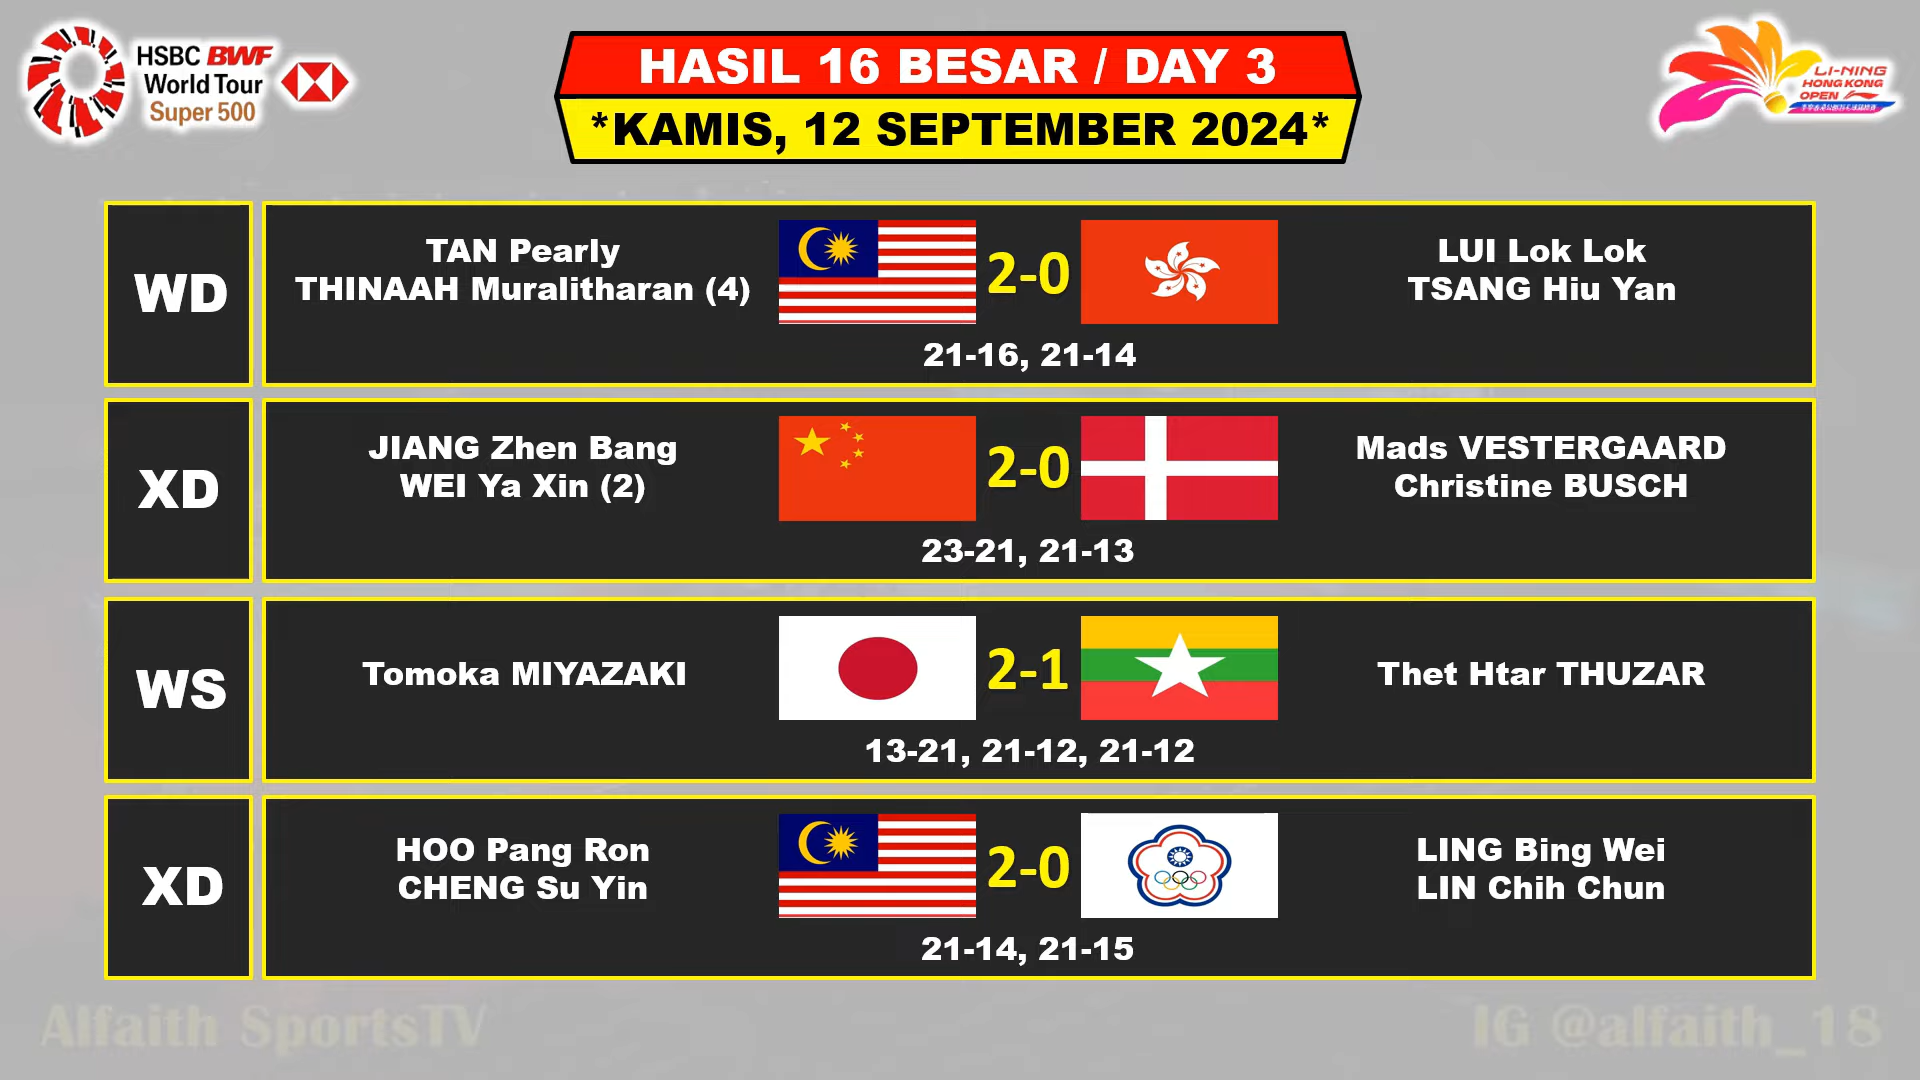 HSBC BWF
World Tour
Super 500
HASIL 16 BESAR / DAY 3
*KAMIS, 12 SEPTEMBER 2024*
LI-NING
HONG KONG
OPEN
WD
TAN Pearly
THINAAH Muralitharan (4)
2-0
LUI Lok Lok
TSANG Hiu Yan
21-16, 21-14
XD
JIANG Zhen Bang
WEI Ya Xin (2)
2-0
Mads VESTERGAARD
Christine BUSCH
23-21, 21-13
WS
Tomoka MIYAZAKI
2-1
Thet Htar THUZAR
13-21, 21-12, 21-12
XD
HOO Pang Ron
CHENG Su Yin
2-0
LING Bing Wei
LIN Chih Chun
21-14, 21-15
Alfaith SportsTV
IG @alfaith_18